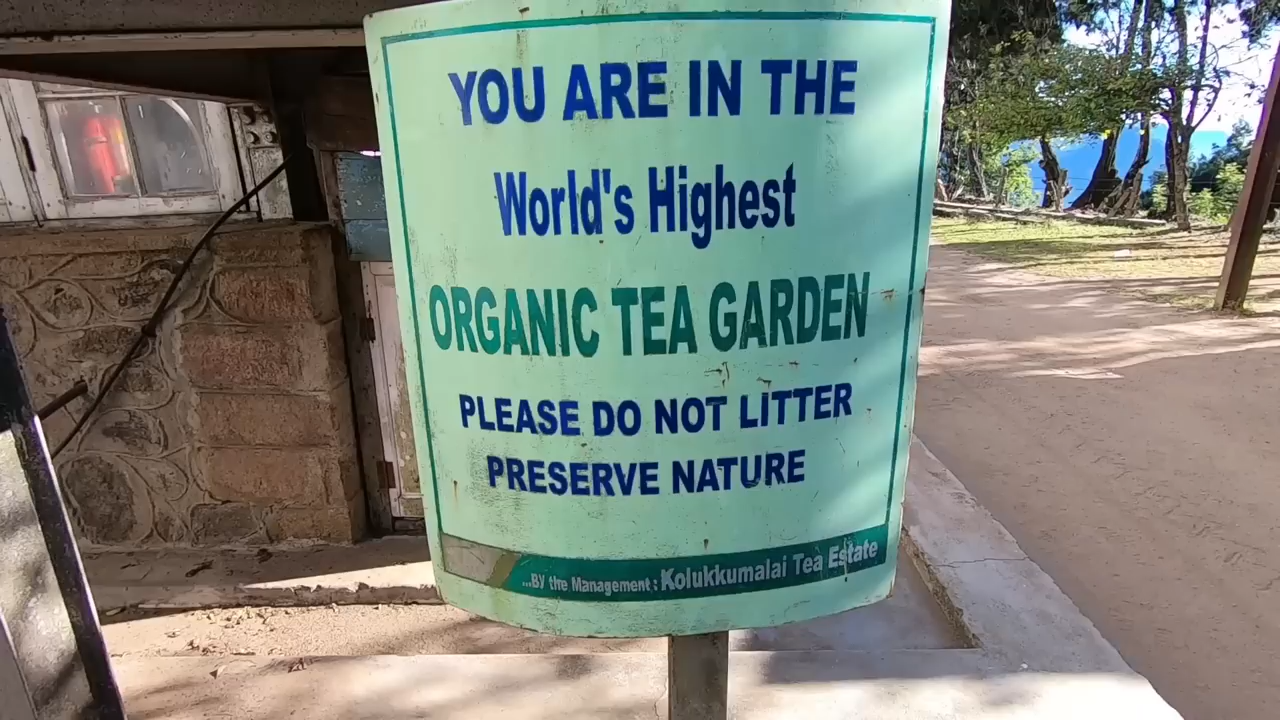 YOU ARE IN THE
World's Highest
ORGANIC TEA GARDEN
PLEASE DO NOT LITTER
PRESERVE NATURE
...By the Management : Kolukkumalai Tea Estate